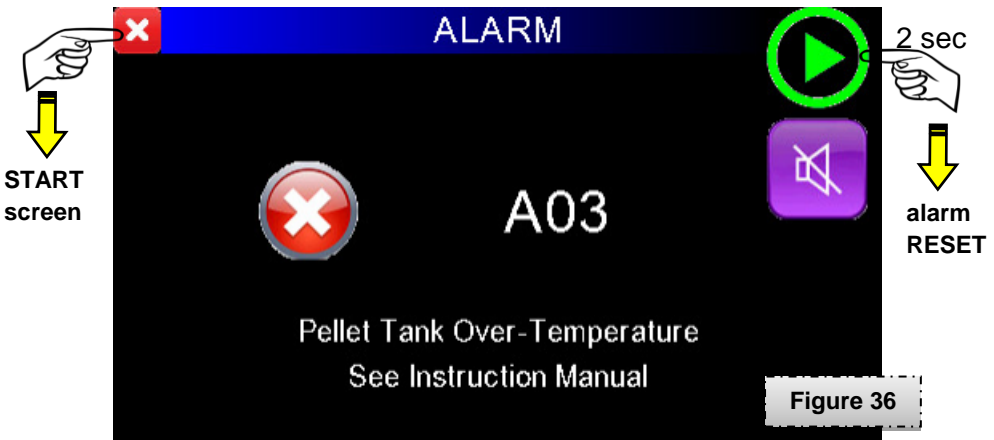 ALARM
2 sec
START
screen
A03
alarm
RESET
Pellet Tank Over-Temperature
See Instruction Manual
Figure 36